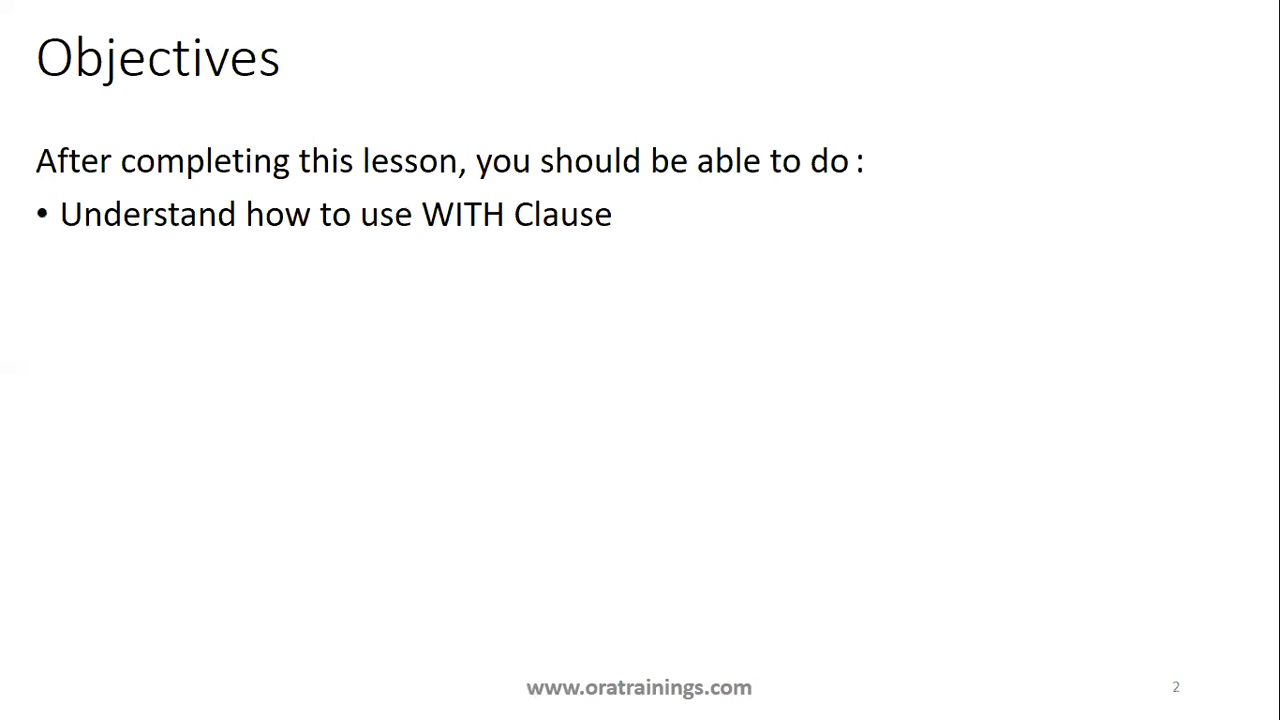 Objectives
After completing this lesson, you should be able to do :
• Understand how to use WITH Clause
www.oratrainings.com
2